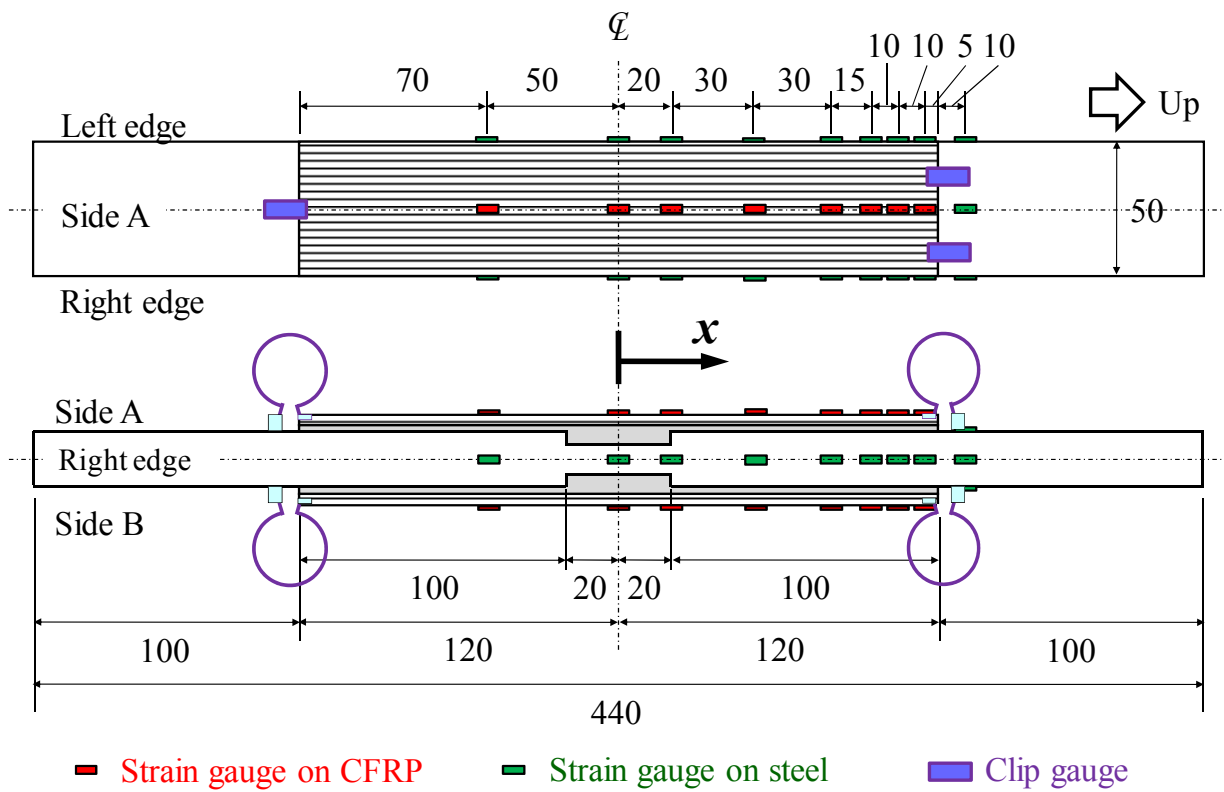 ℄
10 10 5 10
70 50 20 30 30 15
Left edge
Up
Side A
50
Right edge
x
Side A
Right edge
Side B
100 20 20 100
100 120 120 100
440
Strain gauge on CFRP Strain gauge on steel Clip gauge